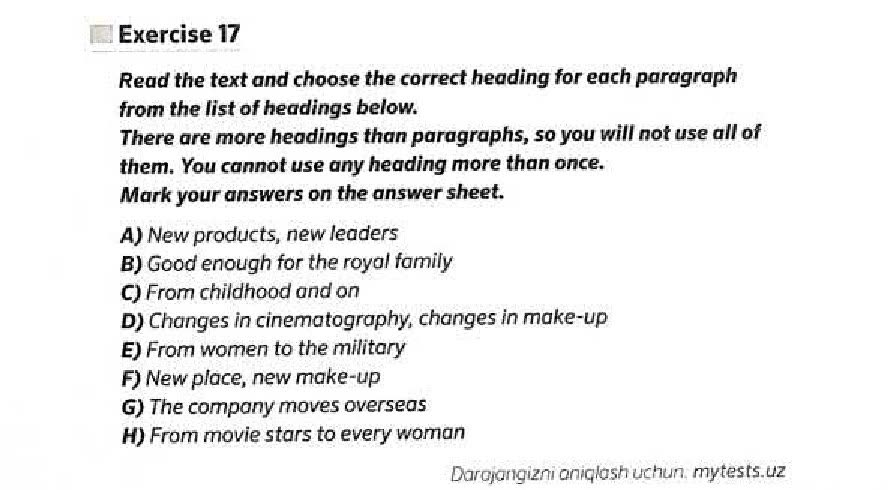 Exercise 17
Read the text and choose the correct heading for each paragraph
from the list of headings below.
There are more headings than paragraphs, so you will not use all of
them. You cannot use any heading more than once.
Mark your answers on the answer sheet.
A) New products, new leaders
B) Good enough for the royal family
C) From childhood and on
D) Changes in cinematography, changes in make-up
E) From women to the military
F) New place, new make-up
G) The company moves overseas
H) From movie stars to every woman
Darajangizni aniqlash uchun. mytests.uz